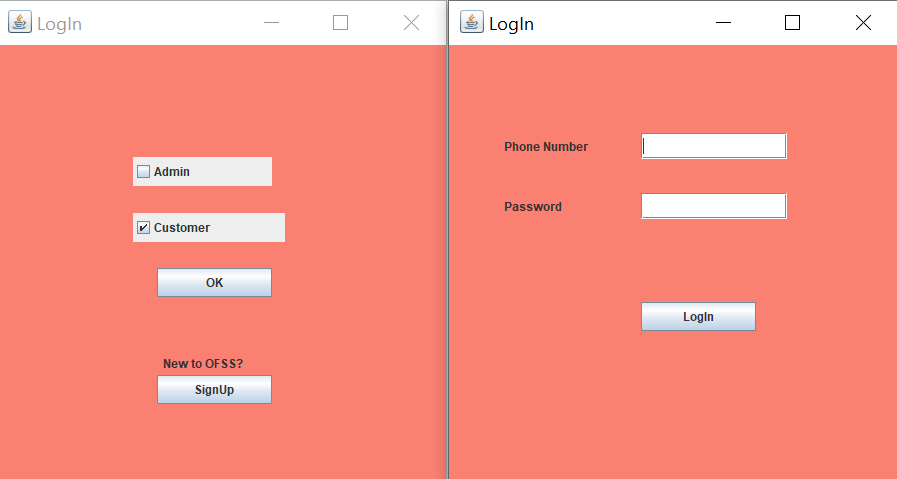 LogIn
Admin
Customer
OK
New to OFSS?
SignUp
LogIn
Phone Number
Password
LogIn